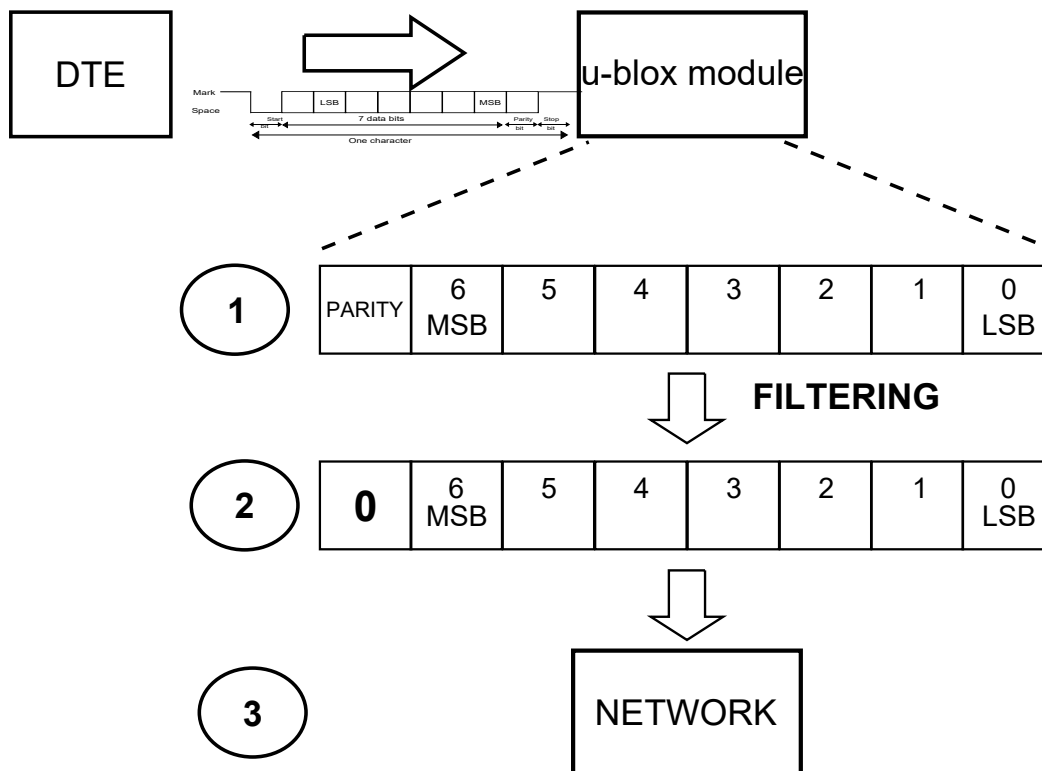 DTE
u-blox module
Mark
LSB
MSB
Space
Start
bit
7 data bits
Parity
bit
Stop
bit
One character
1
PARITY
6
MSB
5
4
3
2
1
0
LSB
FILTERING
2
0
6
MSB
5
4
3
2
1
0
LSB
3
NETWORK